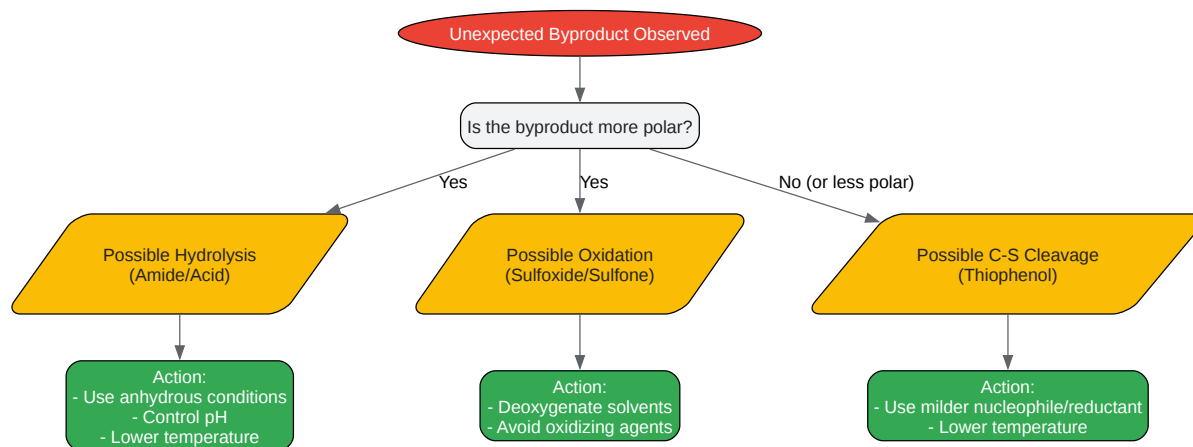 Unexpected Byproduct Observed
Is the byproduct more polar?
Yes
Yes
No (or less polar)
Possible Hydrolysis
(Amide/Acid)
Possible Oxidation
(Sulfoxide/Sulfone)
Possible C-S Cleavage
(Thiophenol)
Action:
- Use anhydrous conditions
- Control pH
- Lower temperature
Action:
- Deoxygenate solvents
- Avoid oxidizing agents
Action:
- Use milder nucleophile/reductant
- Lower temperature